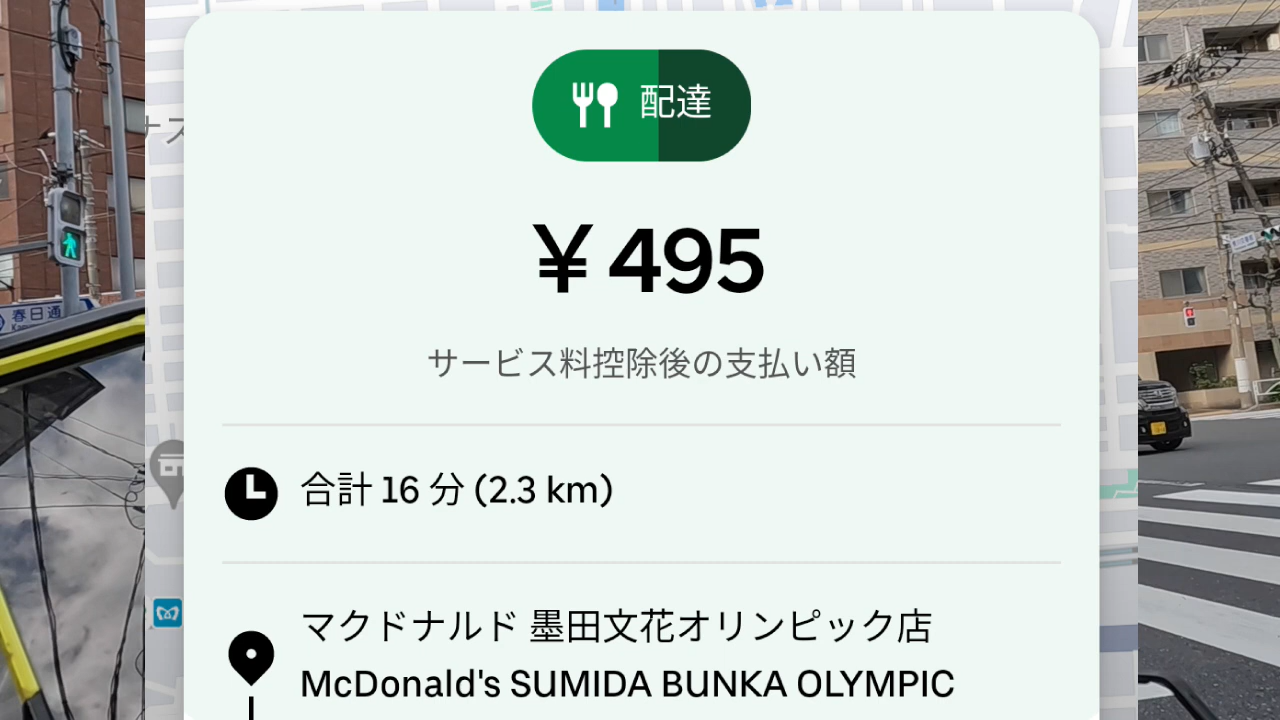 配達
¥495
サービス料控除後の支払い額
合計 16 分 (2.3 km)
マクドナルド 墨田文花オリンピック店
McDonald's SUMIDA BUNKA OLYMPIC
ナス
春日通